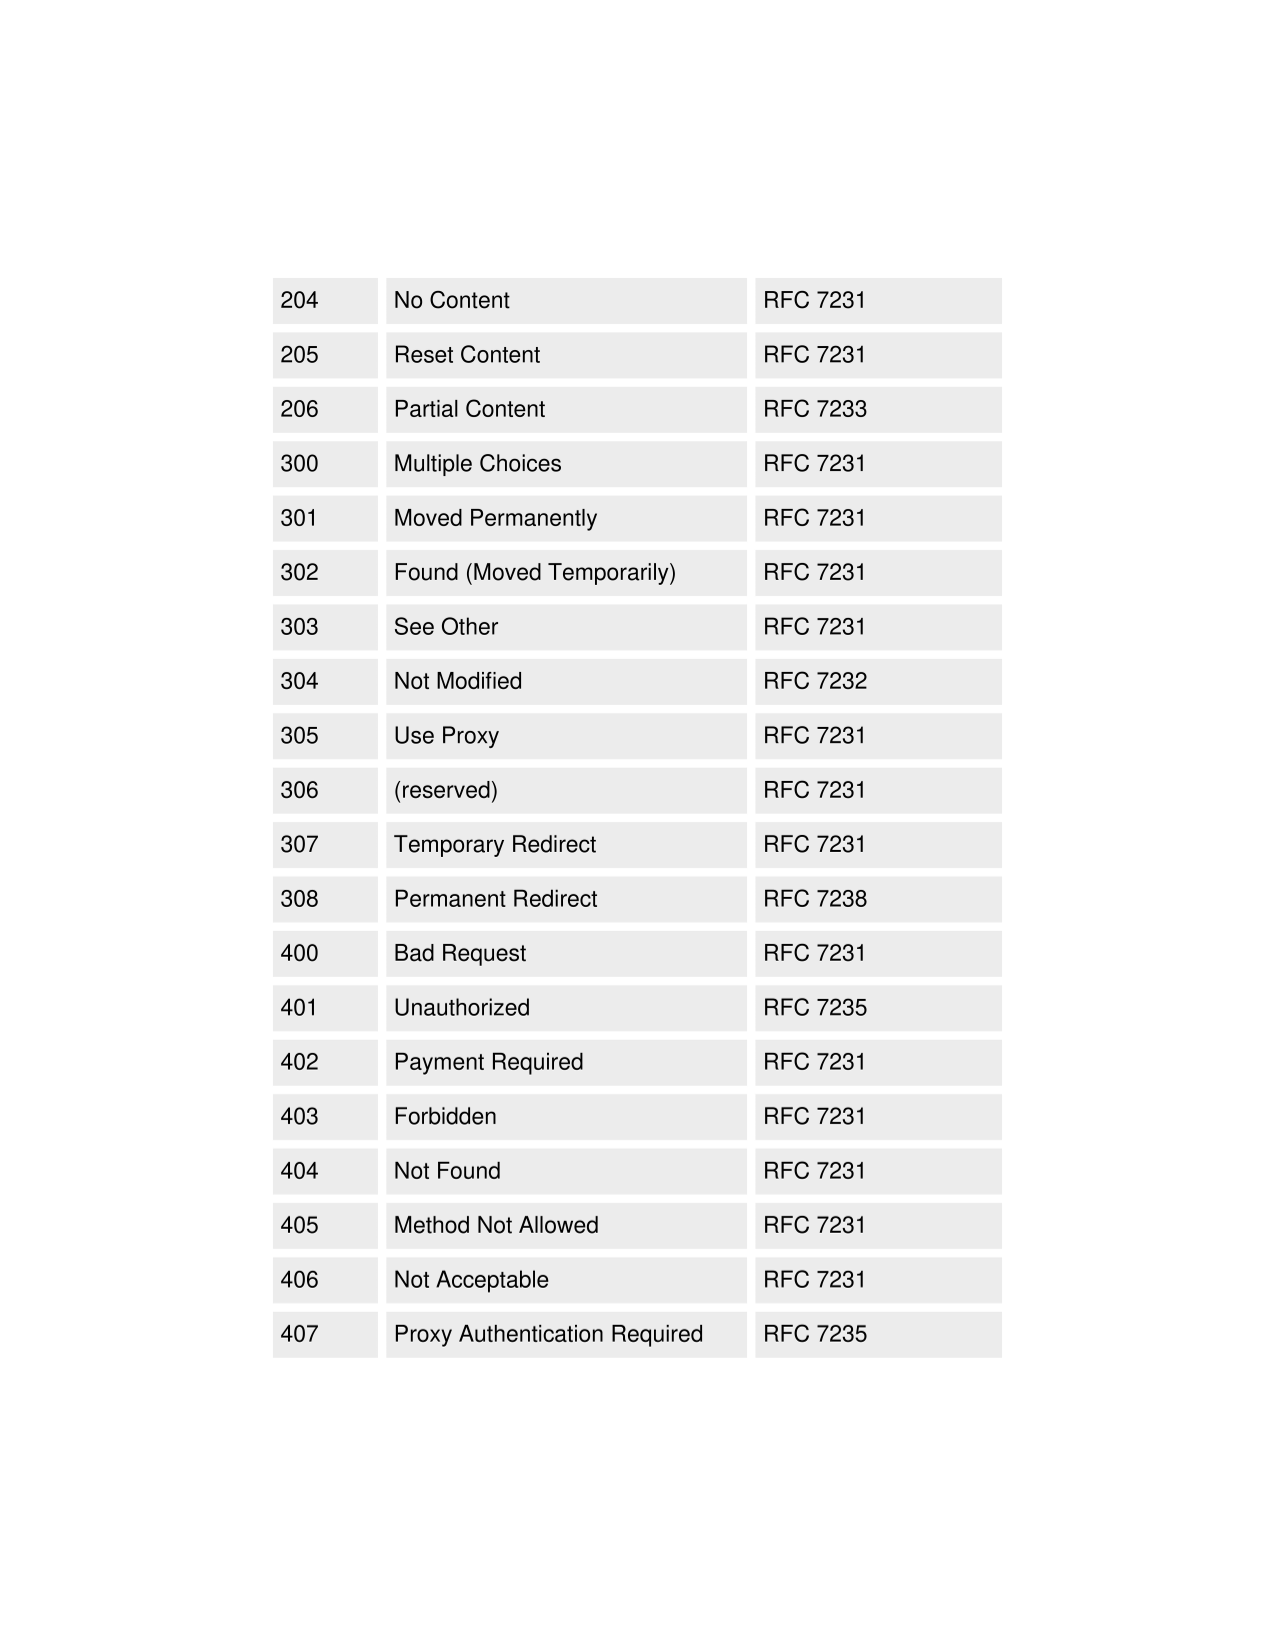 204 No Content RFC 7231
205 Reset Content RFC 7231
206 Partial Content RFC 7233
300 Multiple Choices RFC 7231
301 Moved Permanently RFC 7231
302 Found (Moved Temporarily) RFC 7231
303 See Other RFC 7231
304 Not Modified RFC 7232
305 Use Proxy RFC 7231
306 (reserved) RFC 7231
307 Temporary Redirect RFC 7231
308 Permanent Redirect RFC 7238
400 Bad Request RFC 7231
401 Unauthorized RFC 7235
402 Payment Required RFC 7231
403 Forbidden RFC 7231
404 Not Found RFC 7231
405 Method Not Allowed RFC 7231
406 Not Acceptable RFC 7231
407 Proxy Authentication Required RFC 7235